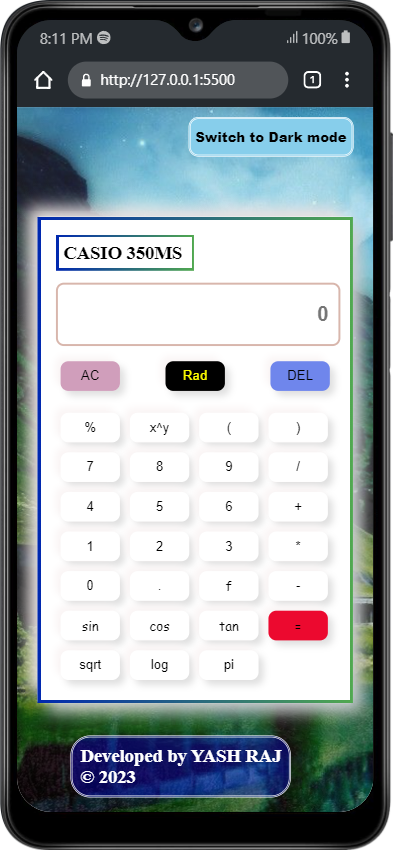 8:11 PM 100%
http://127.0.0.1:5500 1
Switch to Dark mode
CASIO 350MS
0
AC Rad DEL
% x^y ( )
7 8 9 /
4 5 6 +
1 2 3 *
0 . f -
sin cos tan =
sqrt log pi
Developed by YASH RAJ
© 2023